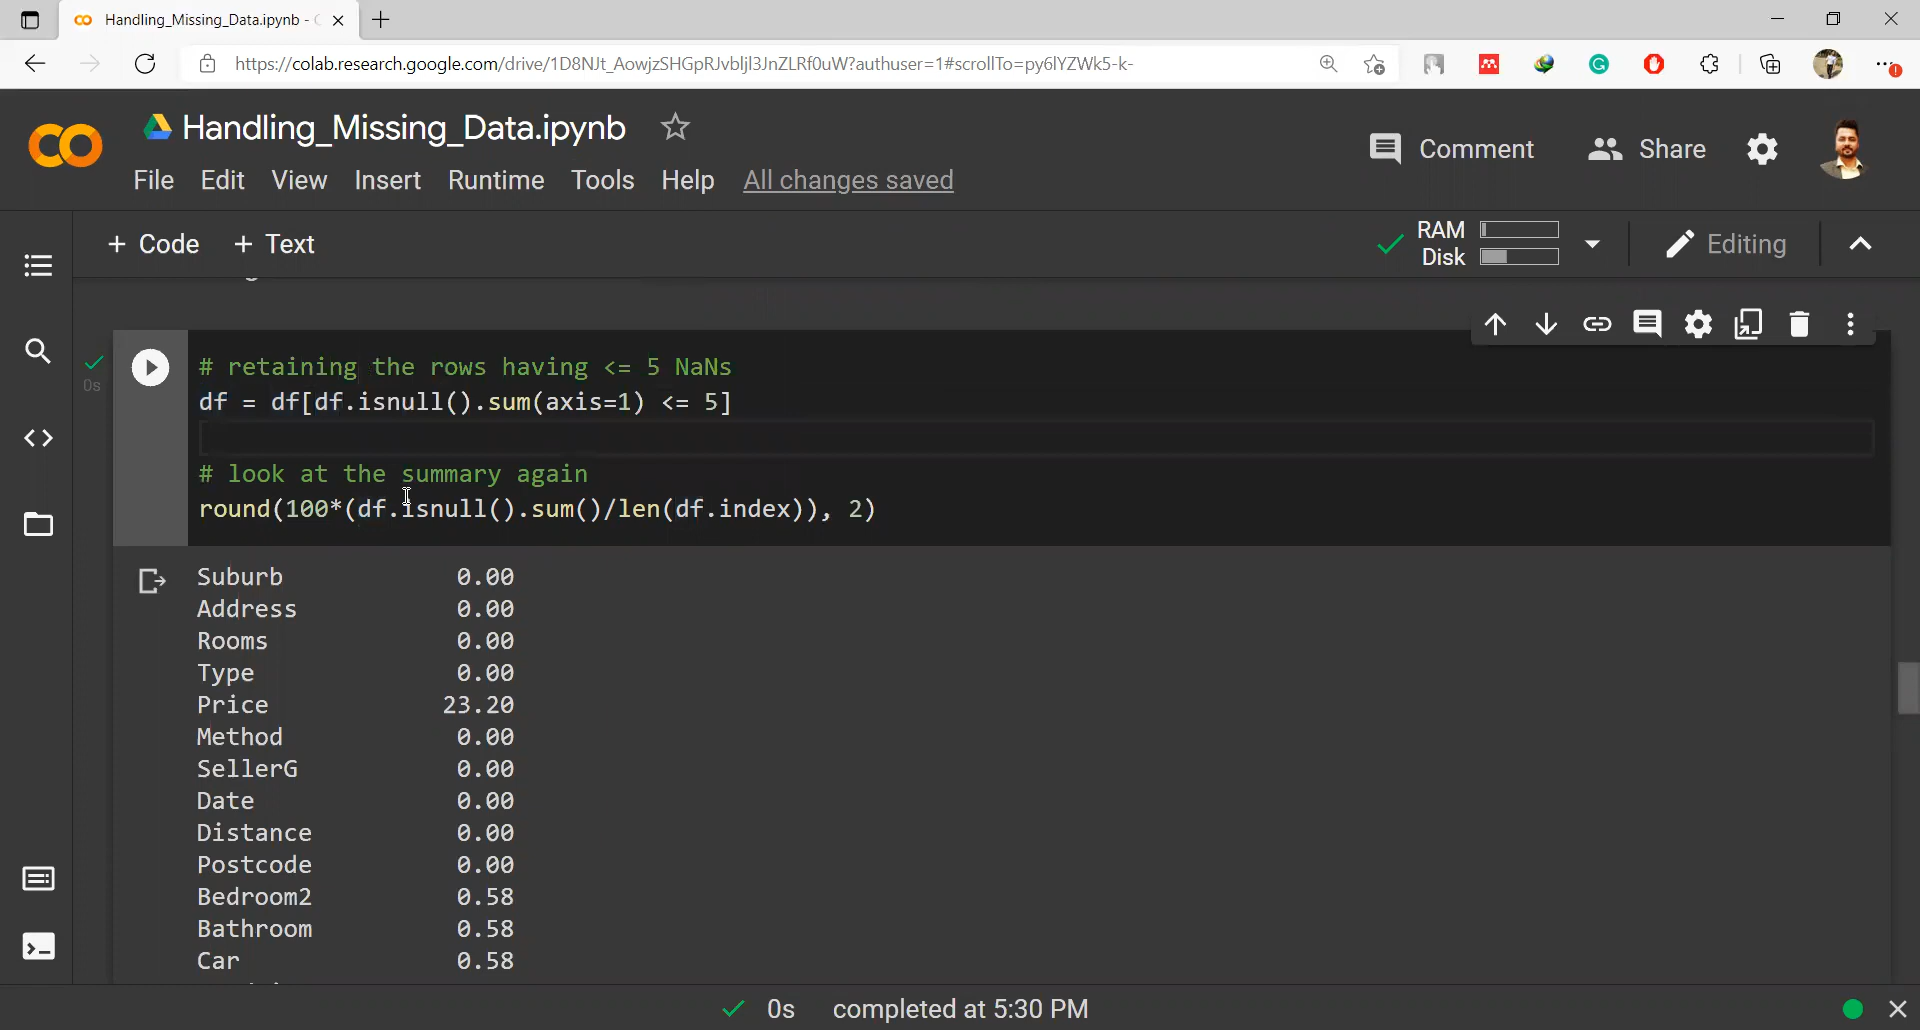 Handling_Missing_Data.ipynb -
https://colab.research.google.com/drive/1D8NJt_AowjzSHGpRJvbljl3JnZLRf0uW?authuser=1#scrollTo=py6lYZWk5-k-
Handling_Missing_Data.ipynb
Comment Share
File Edit View Insert Runtime Tools Help All changes saved
+ Code + Text
RAM
Disk
Editing
# retaining the rows having <= 5 NaNs
0s
df = df[df.isnull().sum(axis=1) <= 5]
# look at the summary again
round(100*(df.isnull().sum()/len(df.index)), 2)
Suburb 0.00
Address 0.00
Rooms 0.00
Type 0.00
Price 23.20
Method 0.00
SellerG 0.00
Date 0.00
Distance 0.00
Postcode 0.00
Bedroom2 0.58
Bathroom 0.58
Car 0.58
0s completed at 5:30 PM